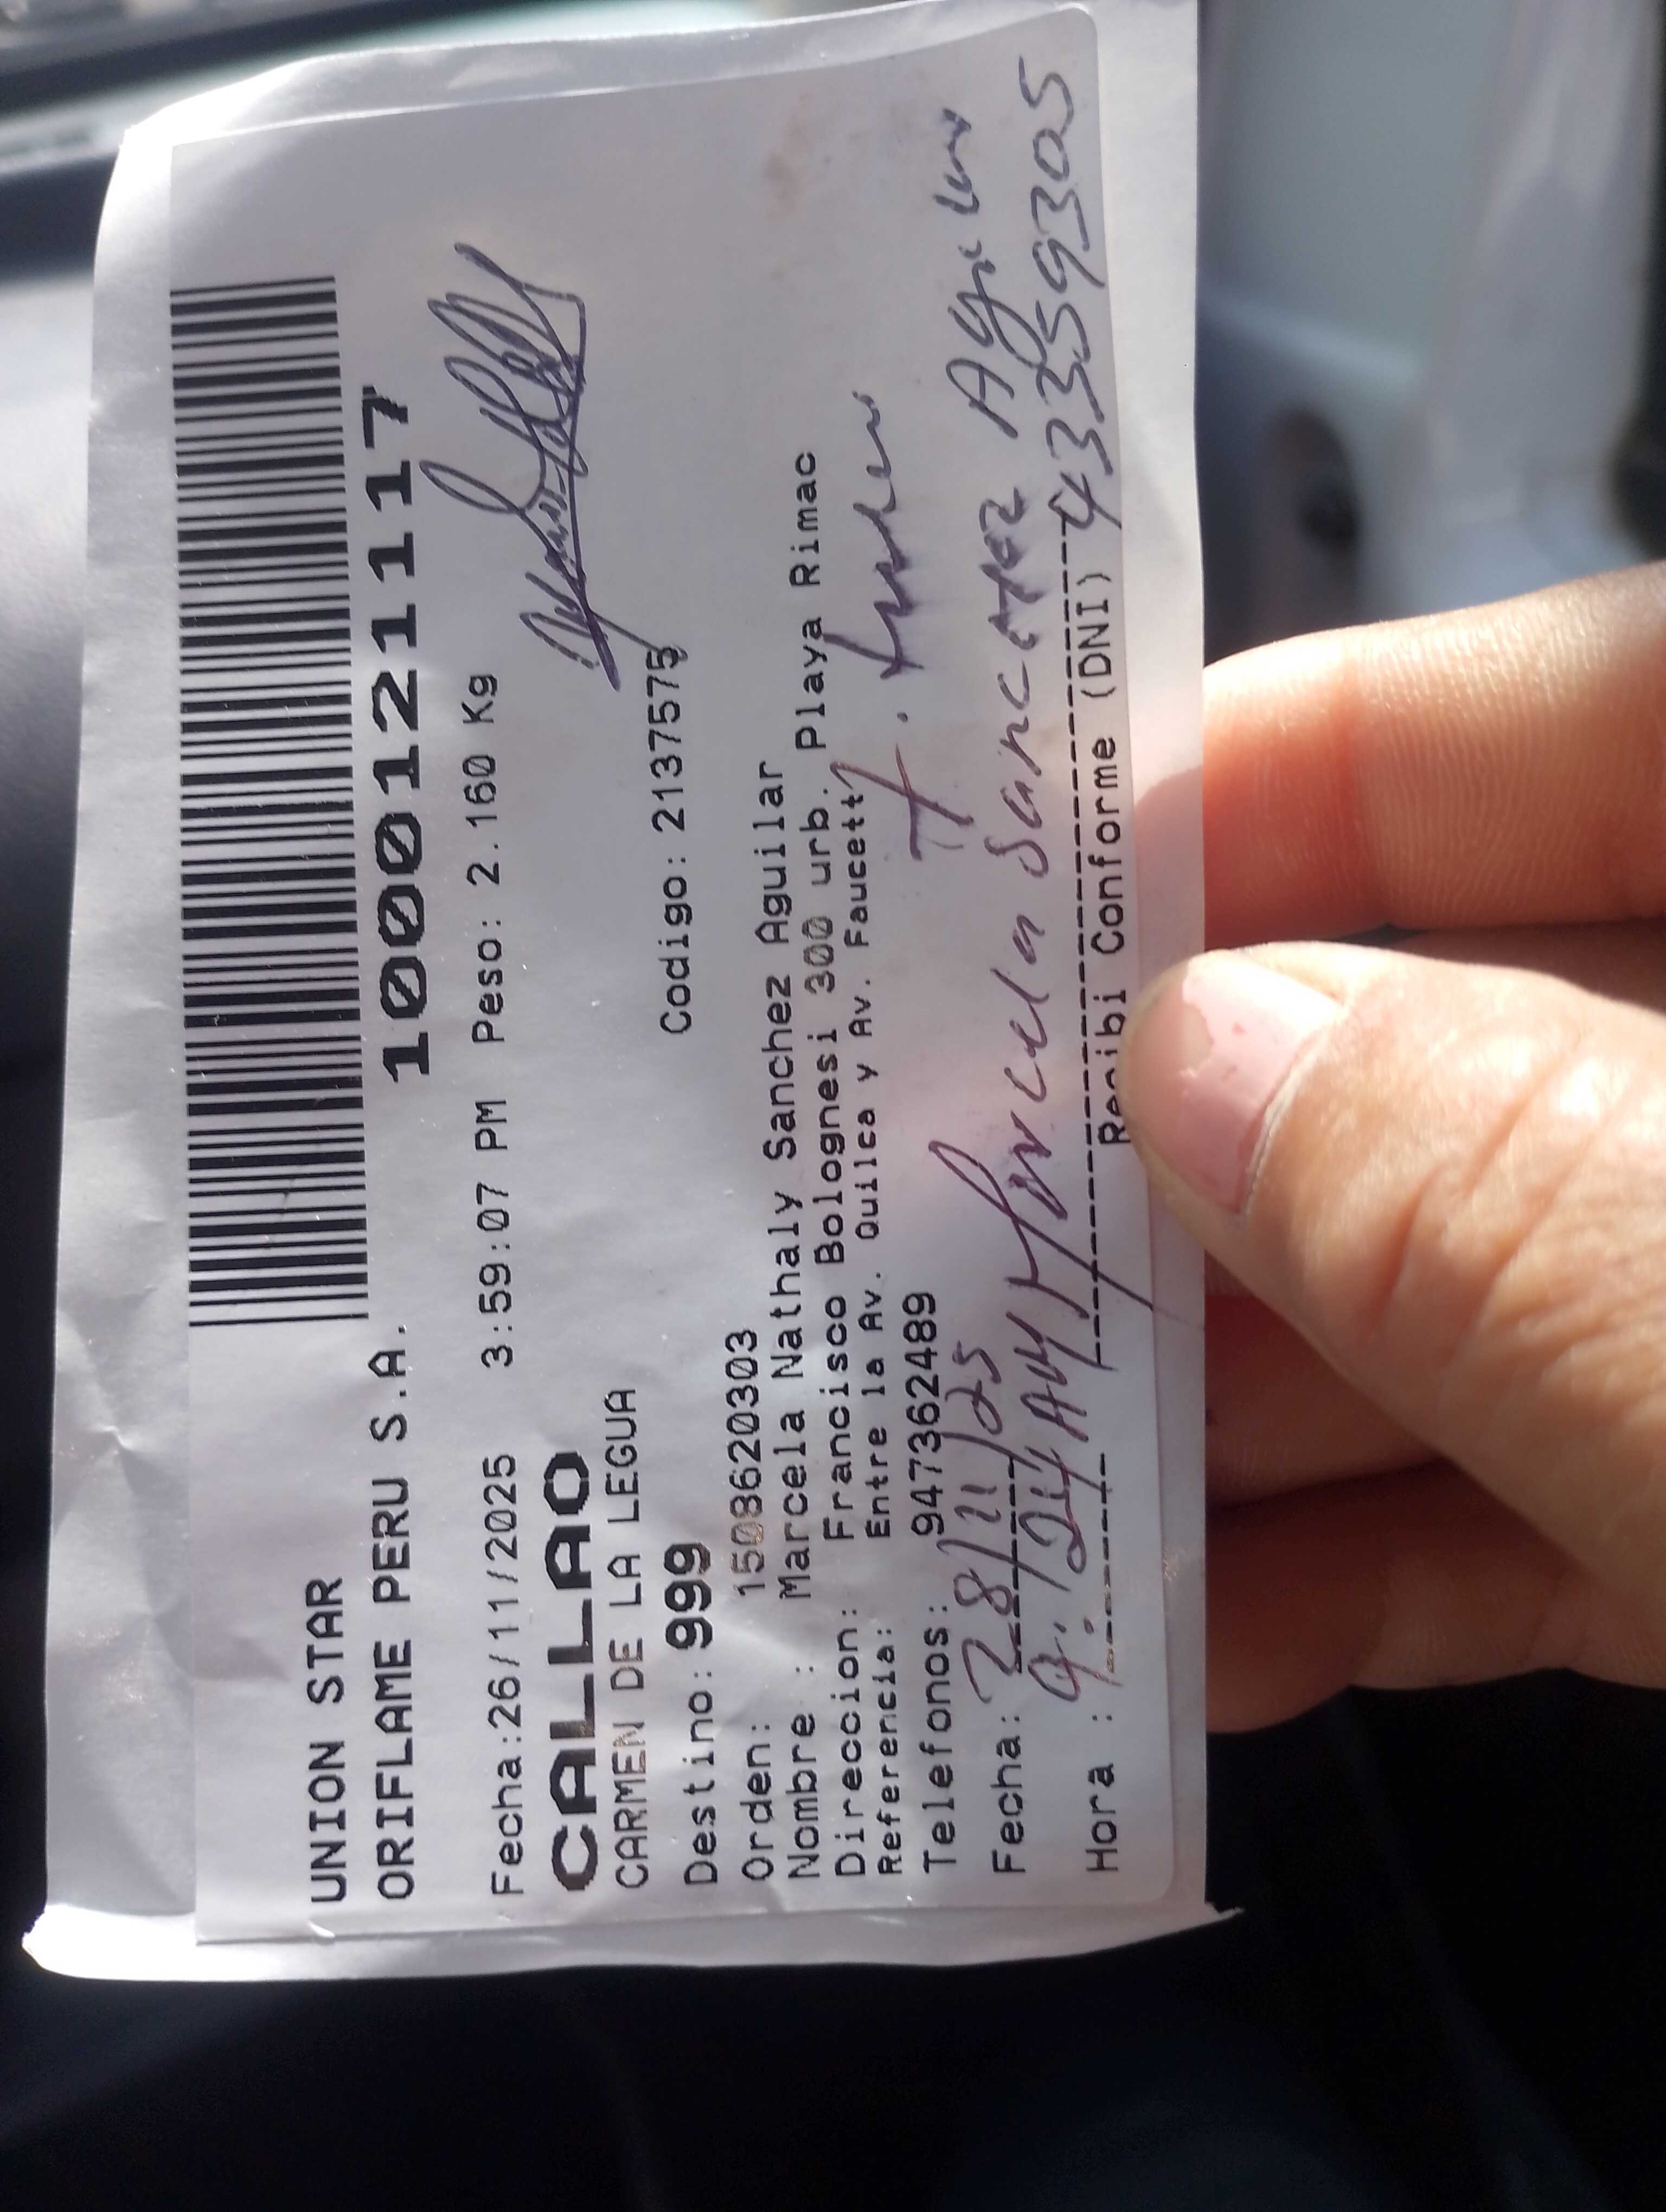 UNION STAR
ORIFLAME PERU S.A. 1000121117
Fecha:26/11/2025 3:59:07 PM Peso: 2.160 Kg
CALLAO
CARMEN DE LA LEGUA
Destino: 999 Codigo: 2137575
Orden: 15086620303
Nombre : Marcela Nathaly Sanchez Aguilar
Direccion: Francisco Bolognesi 300 urb. Playa Rimac
Referencia: Entre la Av. Quilca y Av. Faucett
Telefonos: 947362489
T.
Fecha: 28/11/25
Marcela Sanchez Aguilar
Hora : 9:24 AM 43359305
Recibi Conforme (DNI)